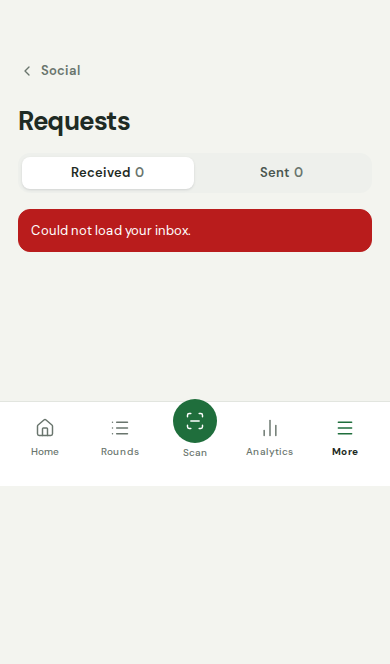 Social
Requests
Received 0 Sent 0
Could not load your inbox.
Home Rounds Scan Analytics More